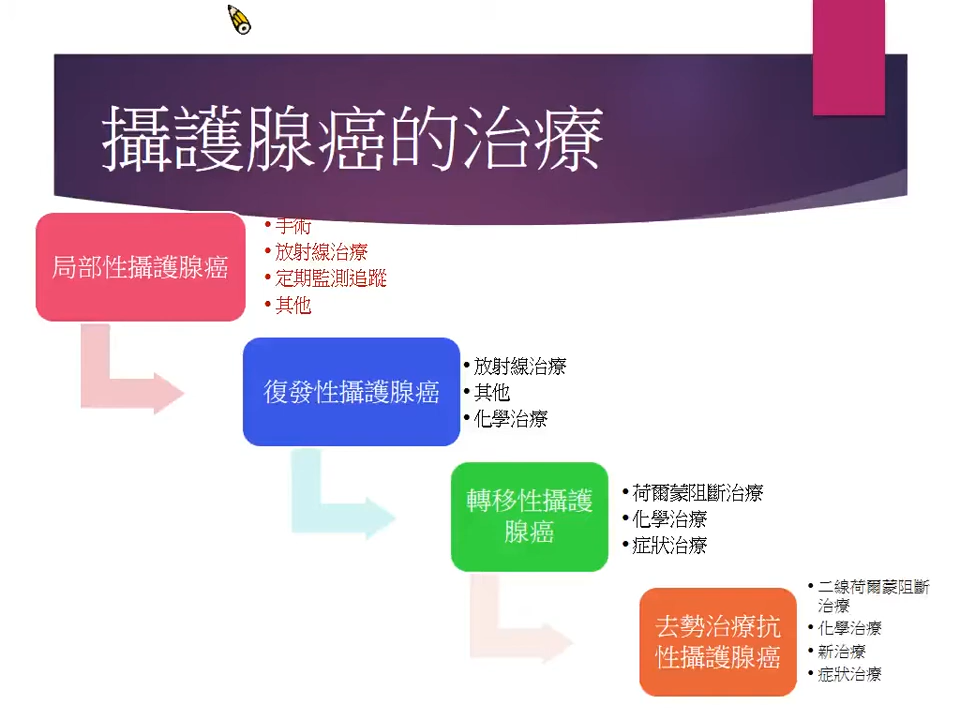 攝護腺癌的治療
局部性攝護腺癌
•手術
•放射線治療
•定期監測追蹤
•其他
復發性攝護腺癌
•放射線治療
•其他
•化學治療
轉移性攝護
腺癌
•荷爾蒙阻斷治療
•化學治療
•症狀治療
去勢治療抗
性攝護腺癌
•二線荷爾蒙阻斷
治療
•化學治療
•新治療
•症狀治療